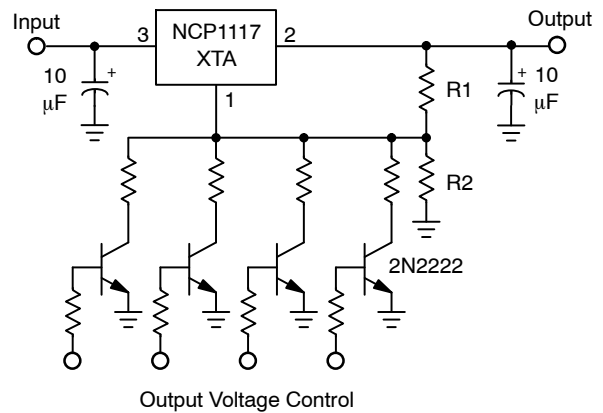 Input
Output
3
NCP1117
XTA
2
1
+
10
μF
R1
+
10
μF
R2
2N2222
Output Voltage Control